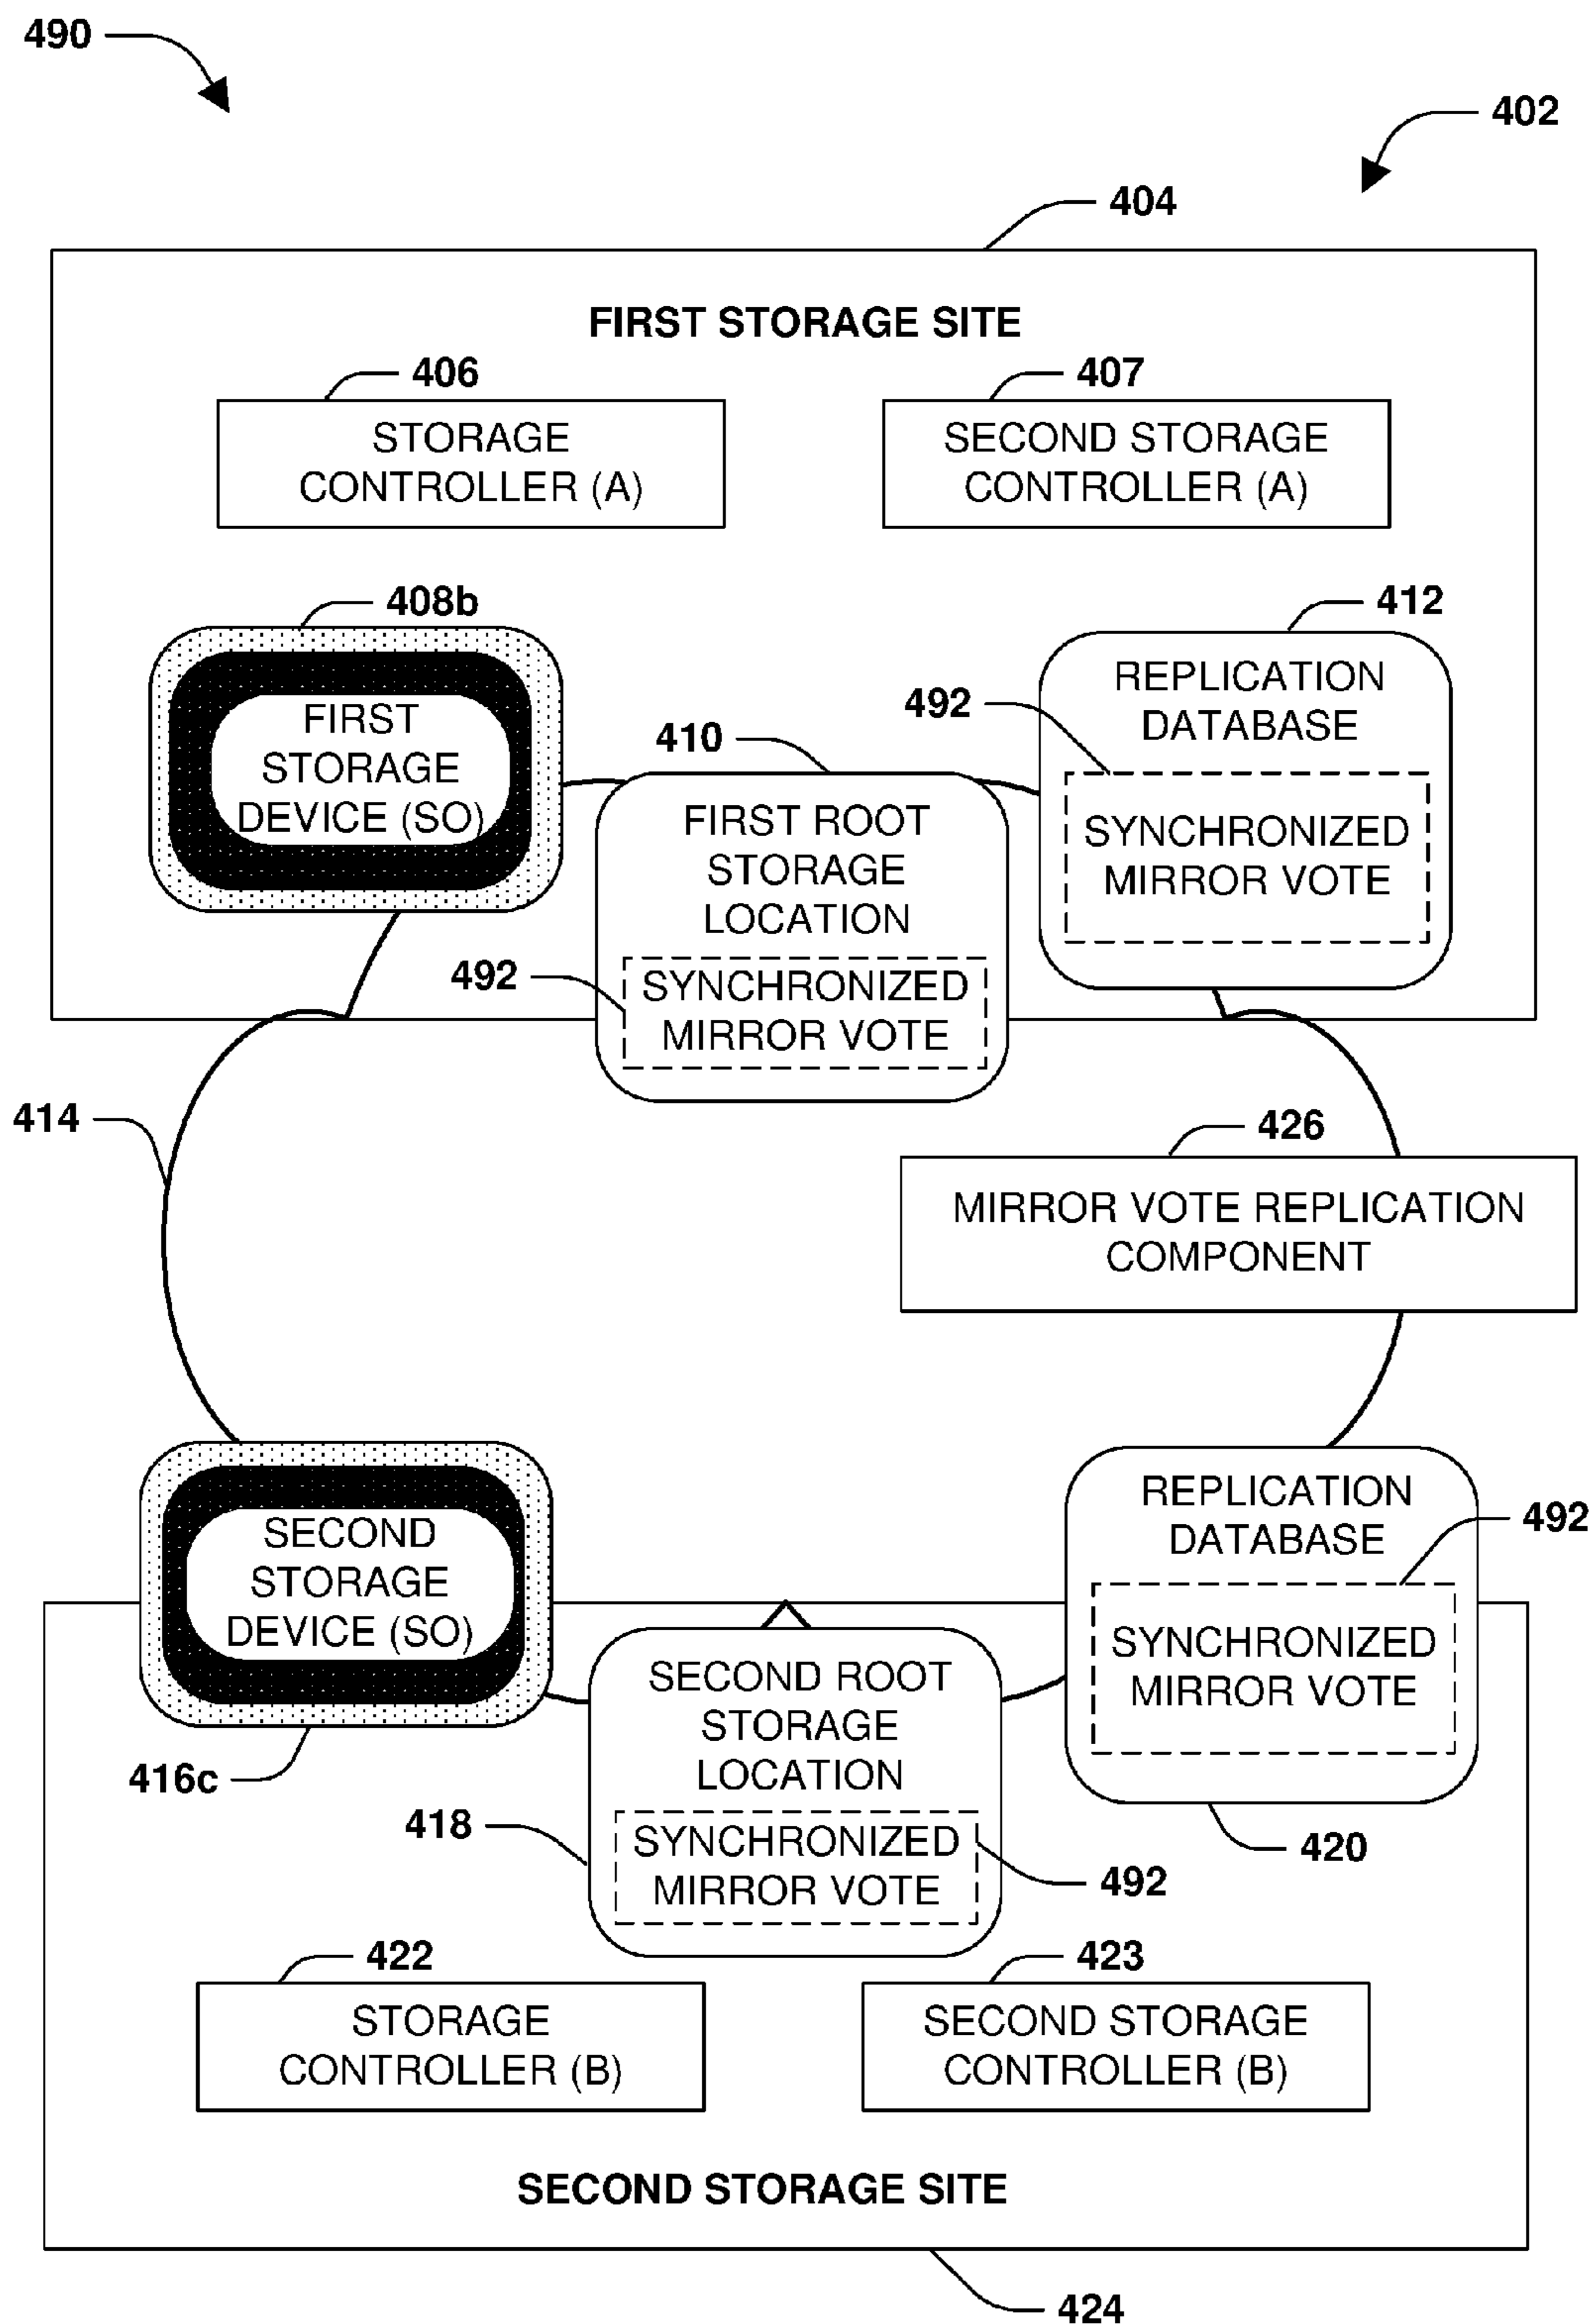 490
402
404
FIRST STORAGE SITE
406
407
STORAGE
CONTROLLER (A)
SECOND STORAGE
CONTROLLER (A)
408b
412
FIRST
STORAGE
DEVICE (SO)
REPLICATION
DATABASE
492
SYNCHRONIZED
MIRROR VOTE
410
FIRST ROOT
STORAGE
LOCATION
492
SYNCHRONIZED
MIRROR VOTE
414
426
MIRROR VOTE REPLICATION
COMPONENT
SECOND
STORAGE
DEVICE (SO)
416c
REPLICATION
DATABASE
492
SYNCHRONIZED
MIRROR VOTE
420
SECOND ROOT
STORAGE
LOCATION
418
SYNCHRONIZED
MIRROR VOTE
492
422
423
STORAGE
CONTROLLER (B)
SECOND STORAGE
CONTROLLER (B)
SECOND STORAGE SITE
424